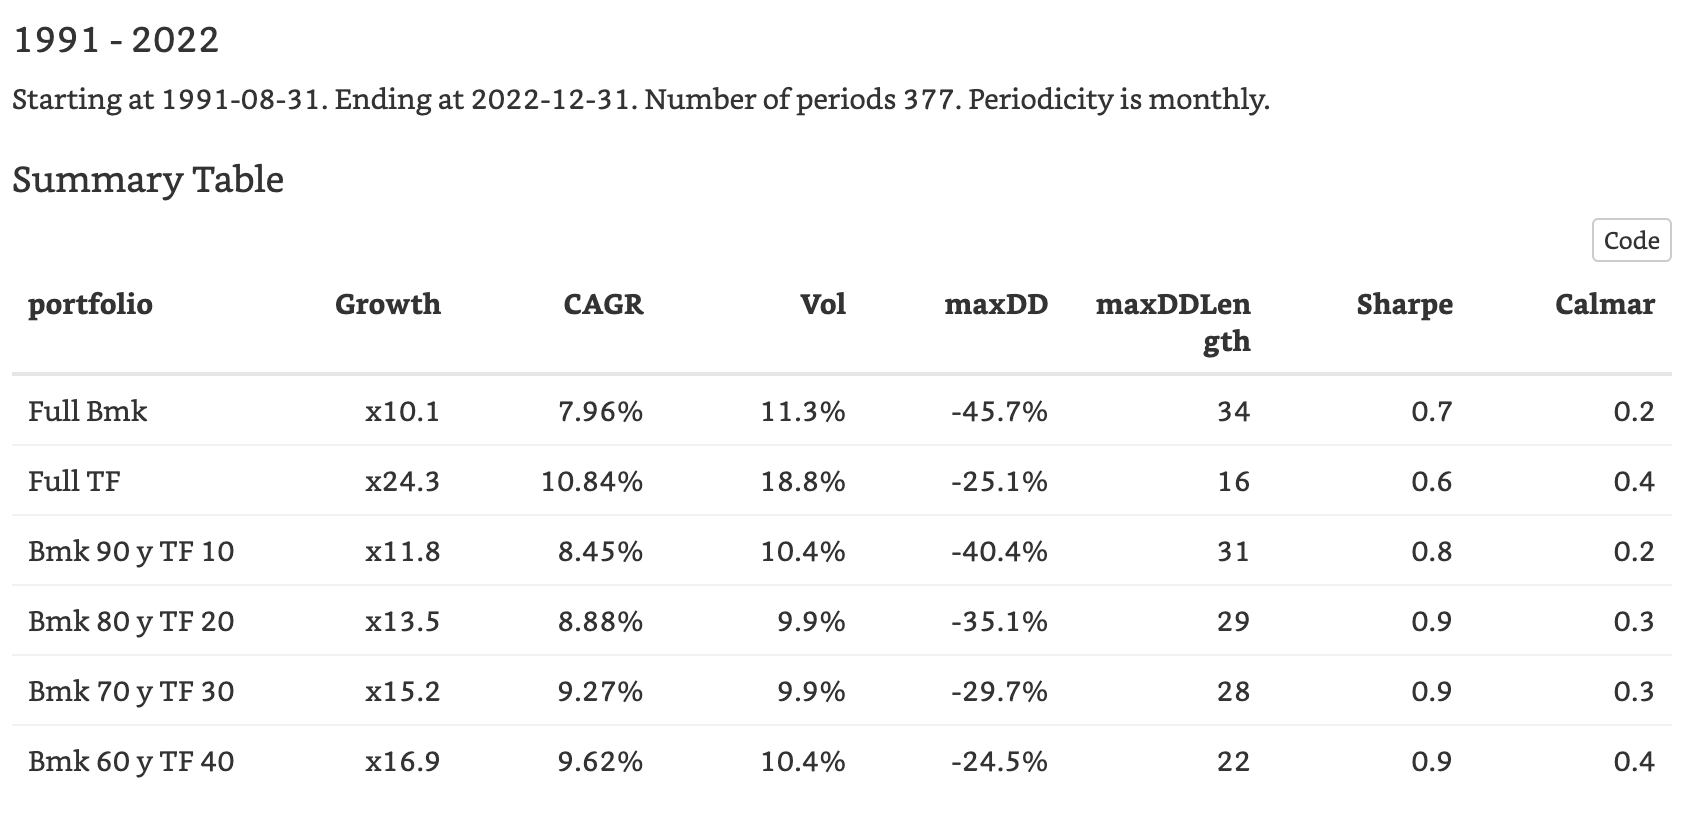 1991 - 2022
Starting at 1991-08-31. Ending at 2022-12-31. Number of periods 377. Periodicity is monthly.
Summary Table
Code
portfolio Growth CAGR Vol maxDD maxDDLen Sharpe Calmar
gth
Full Bmk x10.1 7.96% 11.3% -45.7% 34 0.7 0.2
Full TF x24.3 10.84% 18.8% -25.1% 16 0.6 0.4
Bmk 90 y TF 10 x11.8 8.45% 10.4% -40.4% 31 0.8 0.2
Bmk 80 y TF 20 x13.5 8.88% 9.9% -35.1% 29 0.9 0.3
Bmk 70 y TF 30 x15.2 9.27% 9.9% -29.7% 28 0.9 0.3
Bmk 60 y TF 40 x16.9 9.62% 10.4% -24.5% 22 0.9 0.4